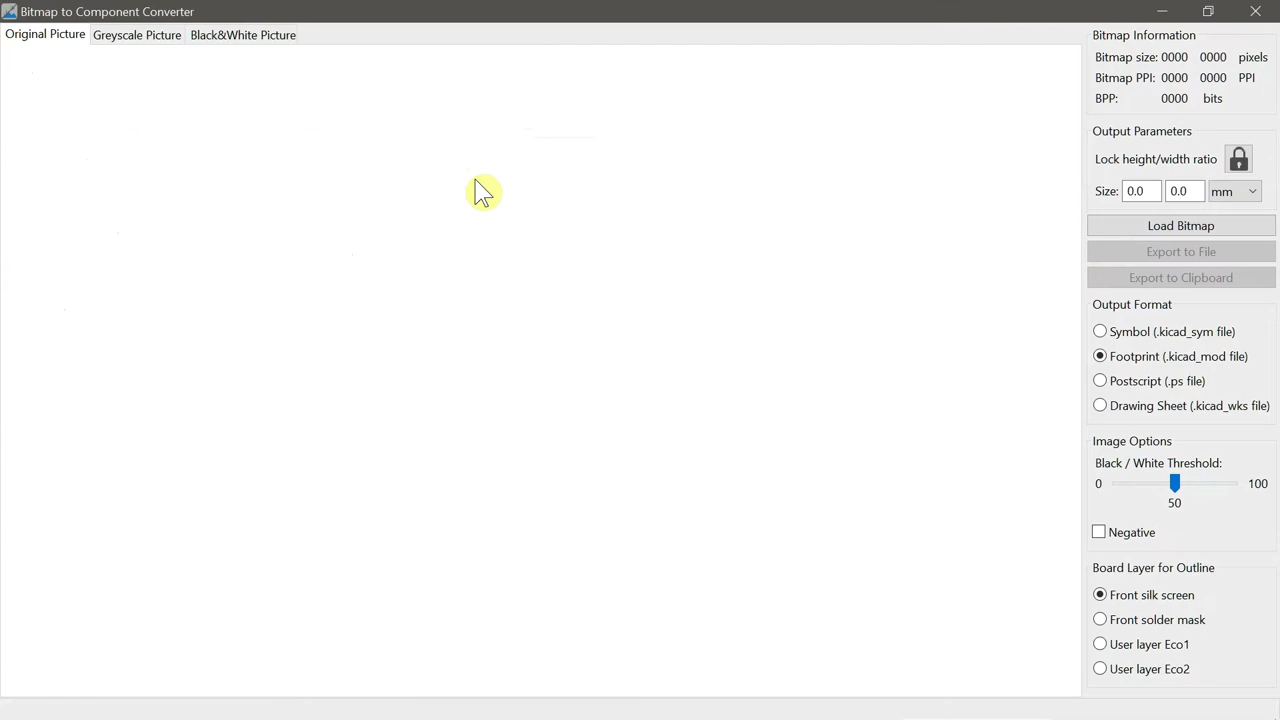 Bitmap to Component Converter
Original Picture Greyscale Picture Black&White Picture
Bitmap Information
Bitmap size: 0000 0000 pixels
Bitmap PPI: 0000 0000 PPI
BPP: 0000 bits
Output Parameters
Lock height/width ratio
Size: 0.0 0.0 mm
Load Bitmap
Export to File
Export to Clipboard
Output Format
Symbol (.kicad_sym file)
Footprint (.kicad_mod file)
Postscript (.ps file)
Drawing Sheet (.kicad_wks file)
Image Options
Black / White Threshold:
0 100
50
Negative
Board Layer for Outline
Front silk screen
Front solder mask
User layer Eco1
User layer Eco2